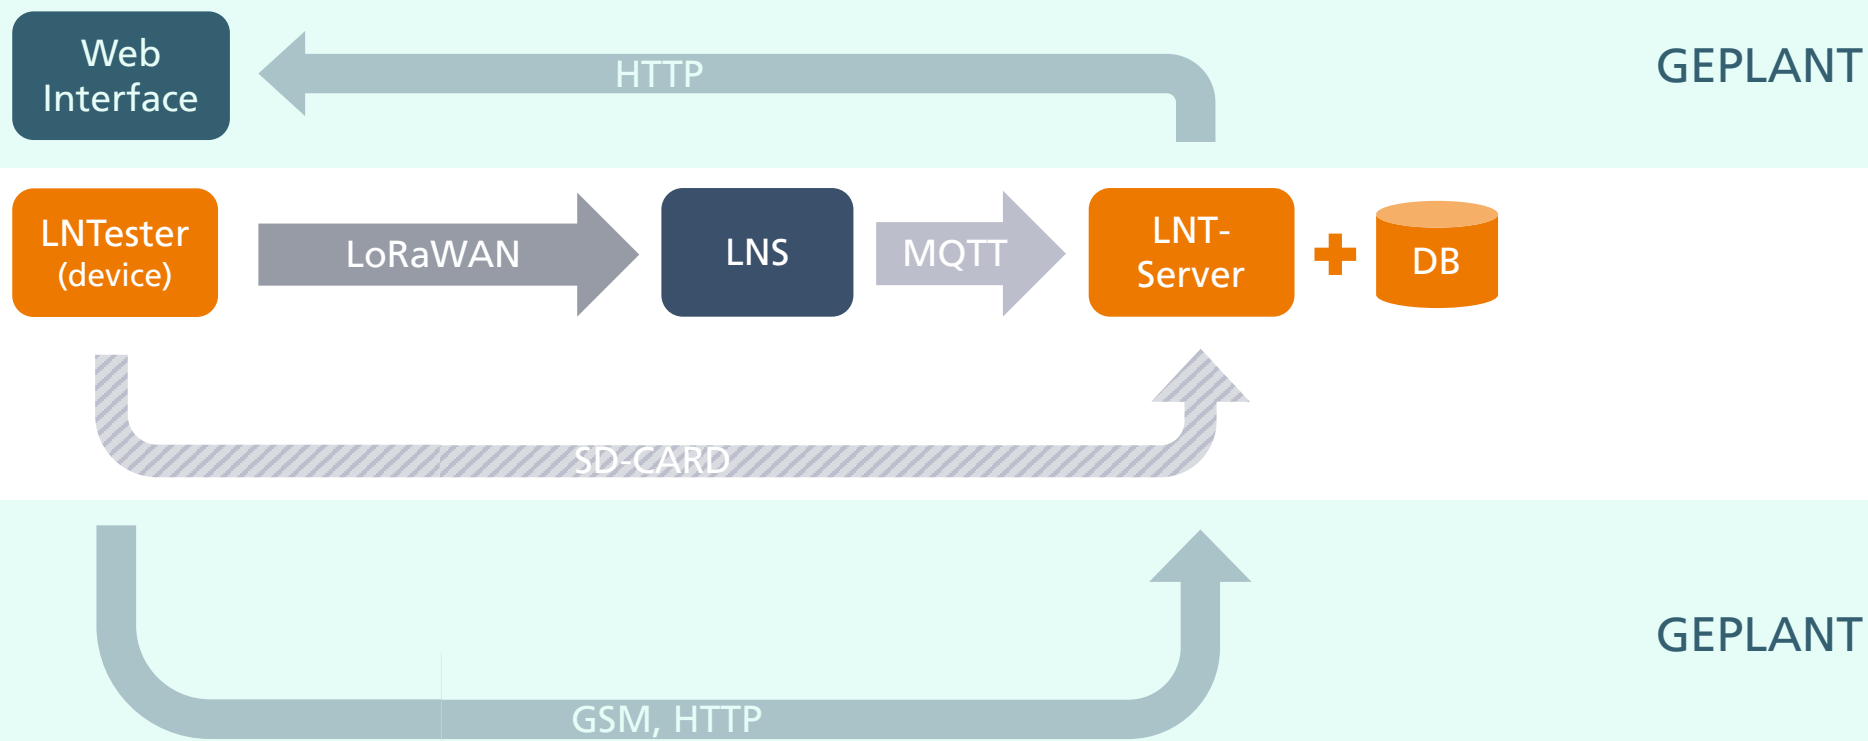 Web
Interface
HTTP
GEPLANT
LNTester
(device)
LoRaWAN
LNS
MQTT
LNT-
Server
DB
SD-CARD
GEPLANT
GSM, HTTP